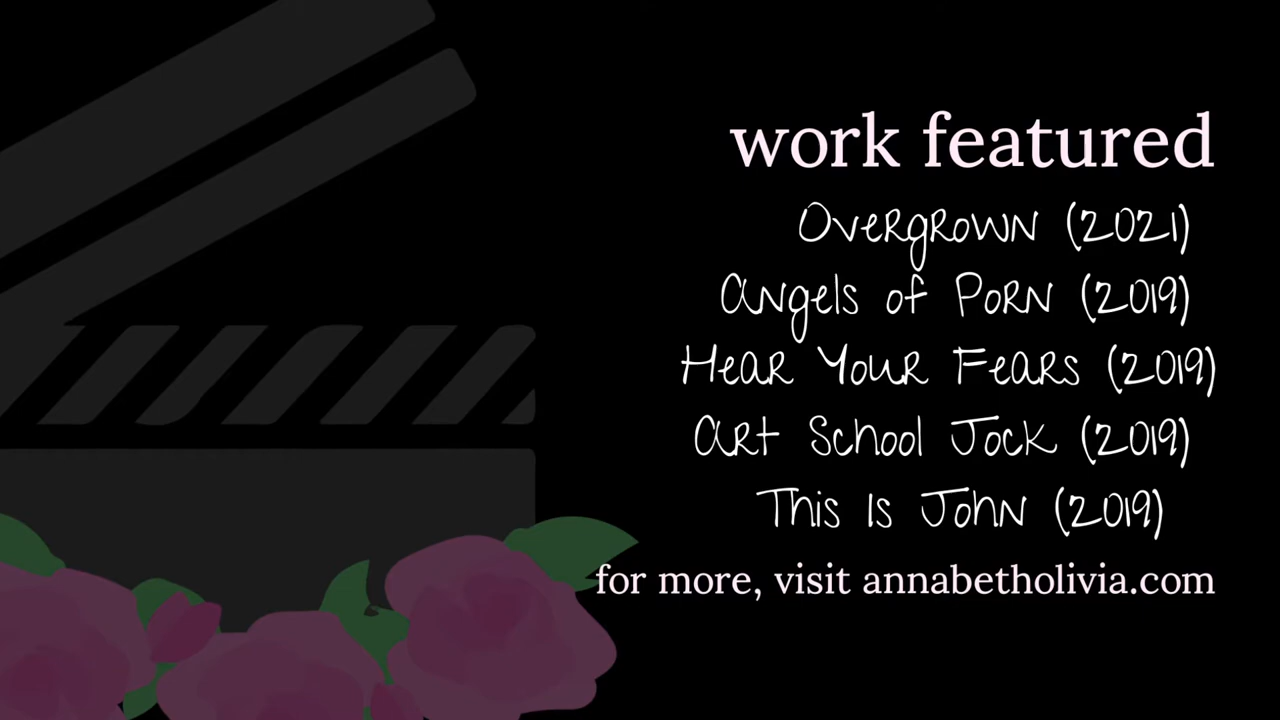 work featured
Overgrown (2021)
Angels of Porn (2019)
Hear Your Fears (2019)
Art School Jock (2019)
This Is John (2019)
for more, visit annabetholivia.com